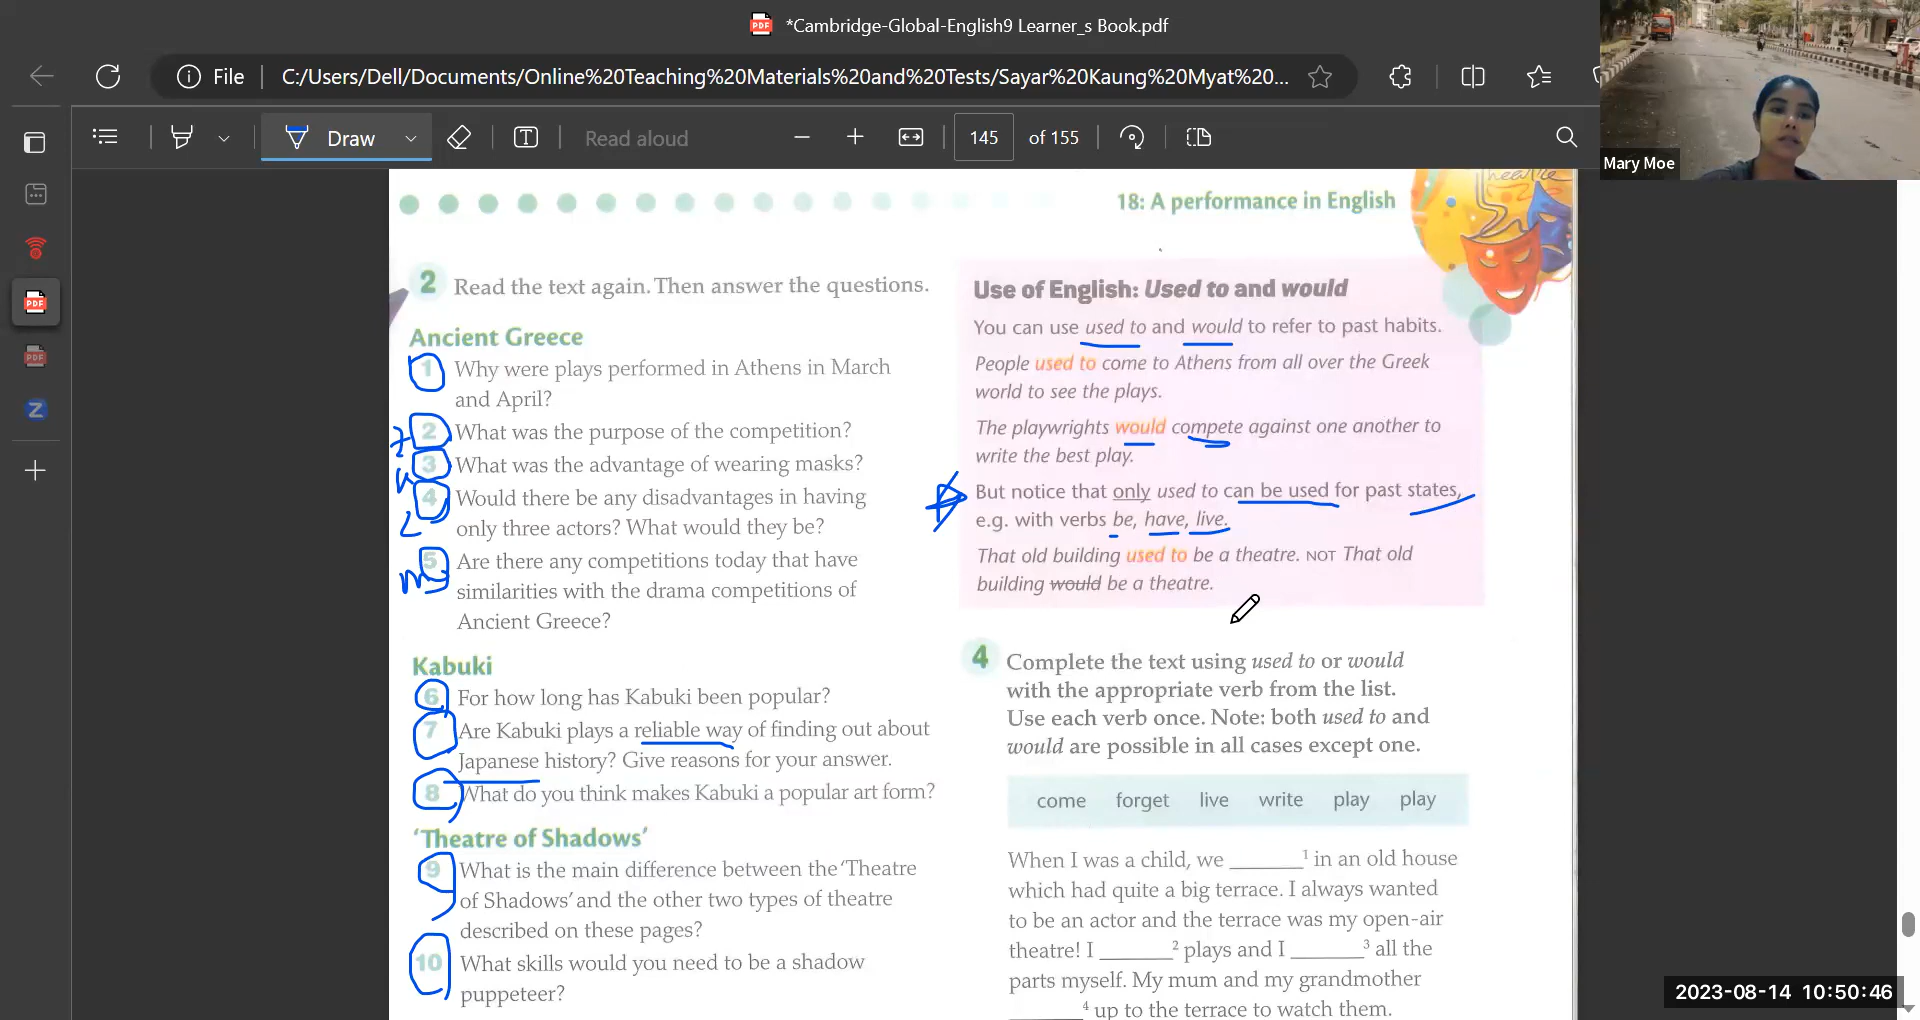 *Cambridge-Global-English9 Learner_s Book.pdf
File
C:/Users/Dell/Documents/Online%20Teaching%20Materials%20and%20Tests/Sayar%20Kaung%20Myat%20...
Draw
Read aloud
145 of 155
Mary Moe
18: A performance in English
theatre
2 Read the text again. Then answer the questions.
Ancient Greece
1 Why were plays performed in Athens in March
and April?
2 What was the purpose of the competition?
3 What was the advantage of wearing masks?
4 Would there be any disadvantages in having
only three actors? What would they be?
5 Are there any competitions today that have
similarities with the drama competitions of
Ancient Greece?
Kabuki
6 For how long has Kabuki been popular?
7 Are Kabuki plays a reliable way of finding out about
Japanese history? Give reasons for your answer.
8 What do you think makes Kabuki a popular art form?
'Theatre of Shadows'
9 What is the main difference between the 'Theatre
of Shadows' and the other two types of theatre
described on these pages?
10 What skills would you need to be a shadow
puppeteer?
Use of English: Used to and would
You can use used to and would to refer to past habits.
People used to come to Athens from all over the Greek
world to see the plays.
The playwrights would compete against one another to
write the best play.
But notice that only used to can be used for past states,
e.g. with verbs be, have, live.
That old building used to be a theatre. NOT That old
building would be a theatre.
4 Complete the text using used to or would
with the appropriate verb from the list.
Use each verb once. Note: both used to and
would are possible in all cases except one.
come forget live write play play
When I was a child, we ______ 1 in an old house
which had quite a big terrace. I always wanted
to be an actor and the terrace was my open-air
theatre! I ______ 2 plays and I ______ 3 all the
parts myself. My mum and my grandmother
______ 4 up to the terrace to watch them.
2023-08-14 10:50:46